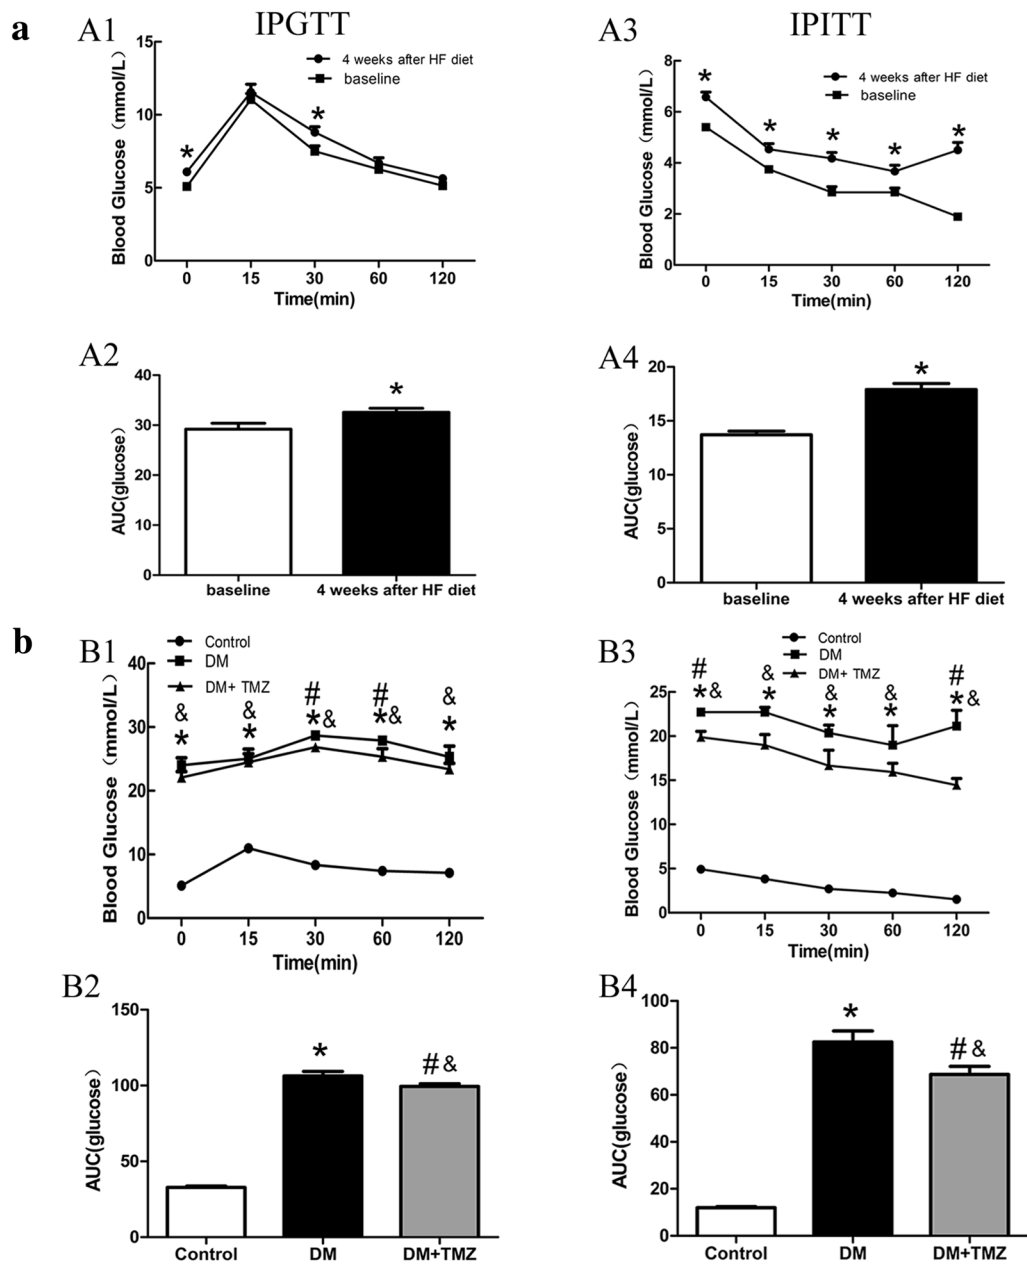 a
IPGTT
IPITT
A1
4 weeks after HF diet
baseline
Blood Glucose (mmol/L)
15
10
5
0
*
*
0 15 30 60 120
Time(min)
A3
4 weeks after HF diet
baseline
Blood Glucose (mmol/L)
8
6
4
2
0
*
*
*
*
*
0 15 30 60 120
Time(min)
A2
AUC(glucose)
40
30
20
10
0
*
baseline 4 weeks after HF diet
A4
AUC(glucose)
20
15
10
5
0
*
baseline 4 weeks after HF diet
b
B1
Control
DM
DM+ TMZ
Blood Glucose (mmol/L)
40
30
20
10
0
# #
& & &
* * *& *& *
0 15 30 60 120
Time(min)
B3
Control
DM
DM+ TMZ
Blood Glucose (mmol/L)
25
20
15
10
5
0
# #
& & &
*& * * * *&
0 15 30 60 120
Time(min)
B2
AUC(glucose)
150
100
50
0
*
#&
Control DM DM+TMZ
B4
AUC(glucose)
100
80
60
40
20
0
*
#&
Control DM DM+TMZ